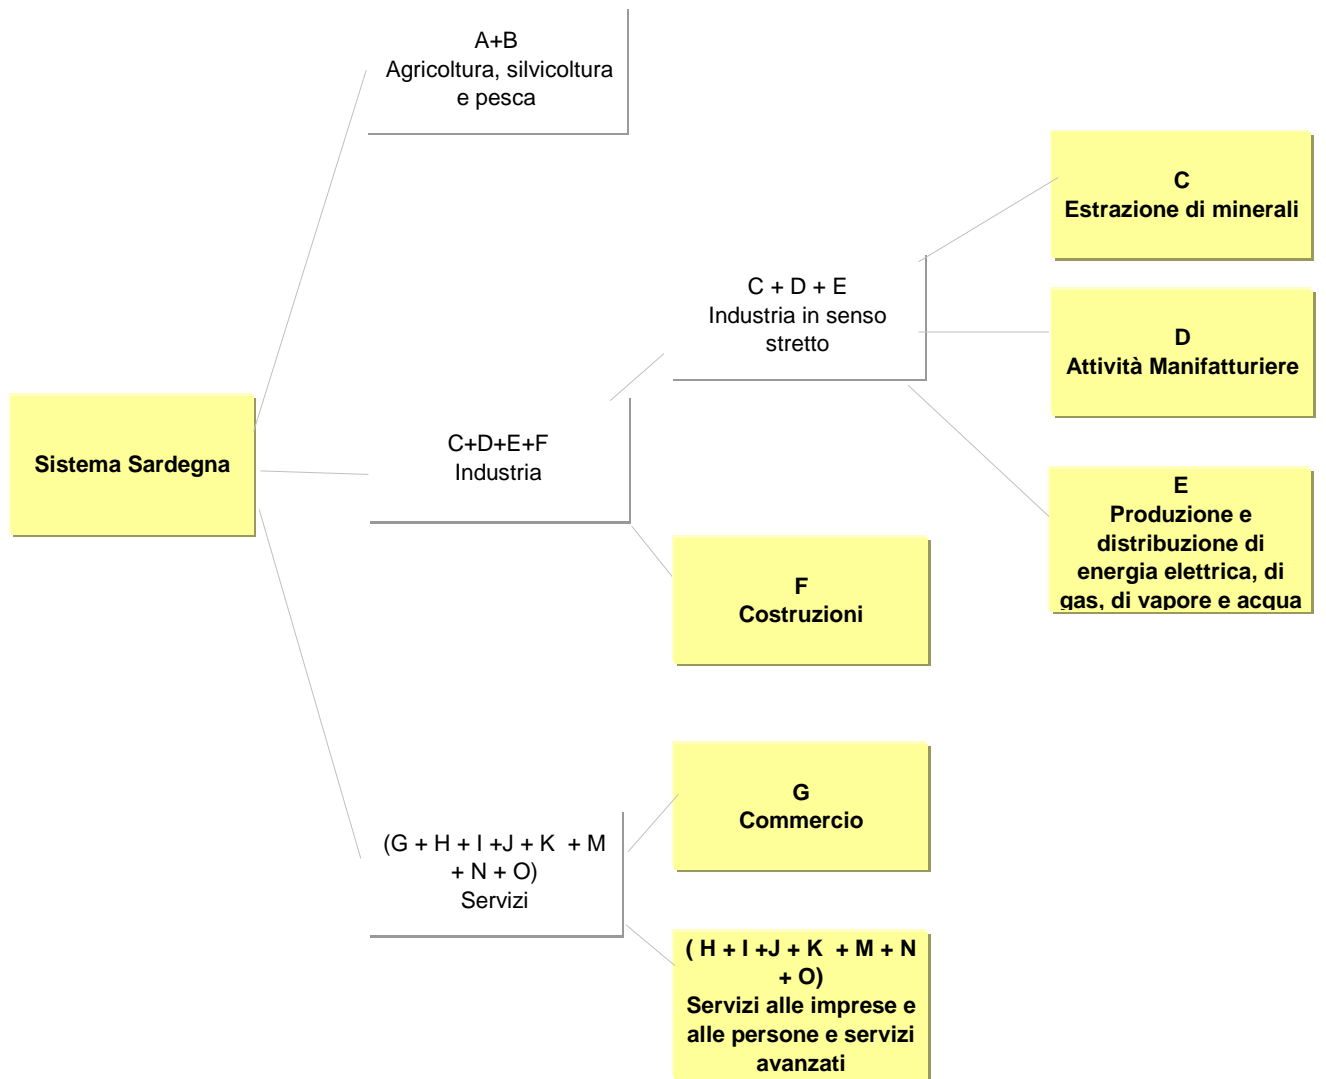 A+B
Agricoltura, silvicoltura
e pesca
C
Estrazione di minerali
C + D + E
Industria in senso
stretto
D
Attività Manifatturiere
Sistema Sardegna
C+D+E+F
Industria
E
Produzione e
distribuzione di
energia elettrica, di
gas, di vapore e acqua
F
Costruzioni
G
Commercio
(G + H + I +J + K  + M
+ N + O)
Servizi
( H + I +J + K  + M + N
+ O)
Servizi alle imprese e
alle persone e servizi
avanzati